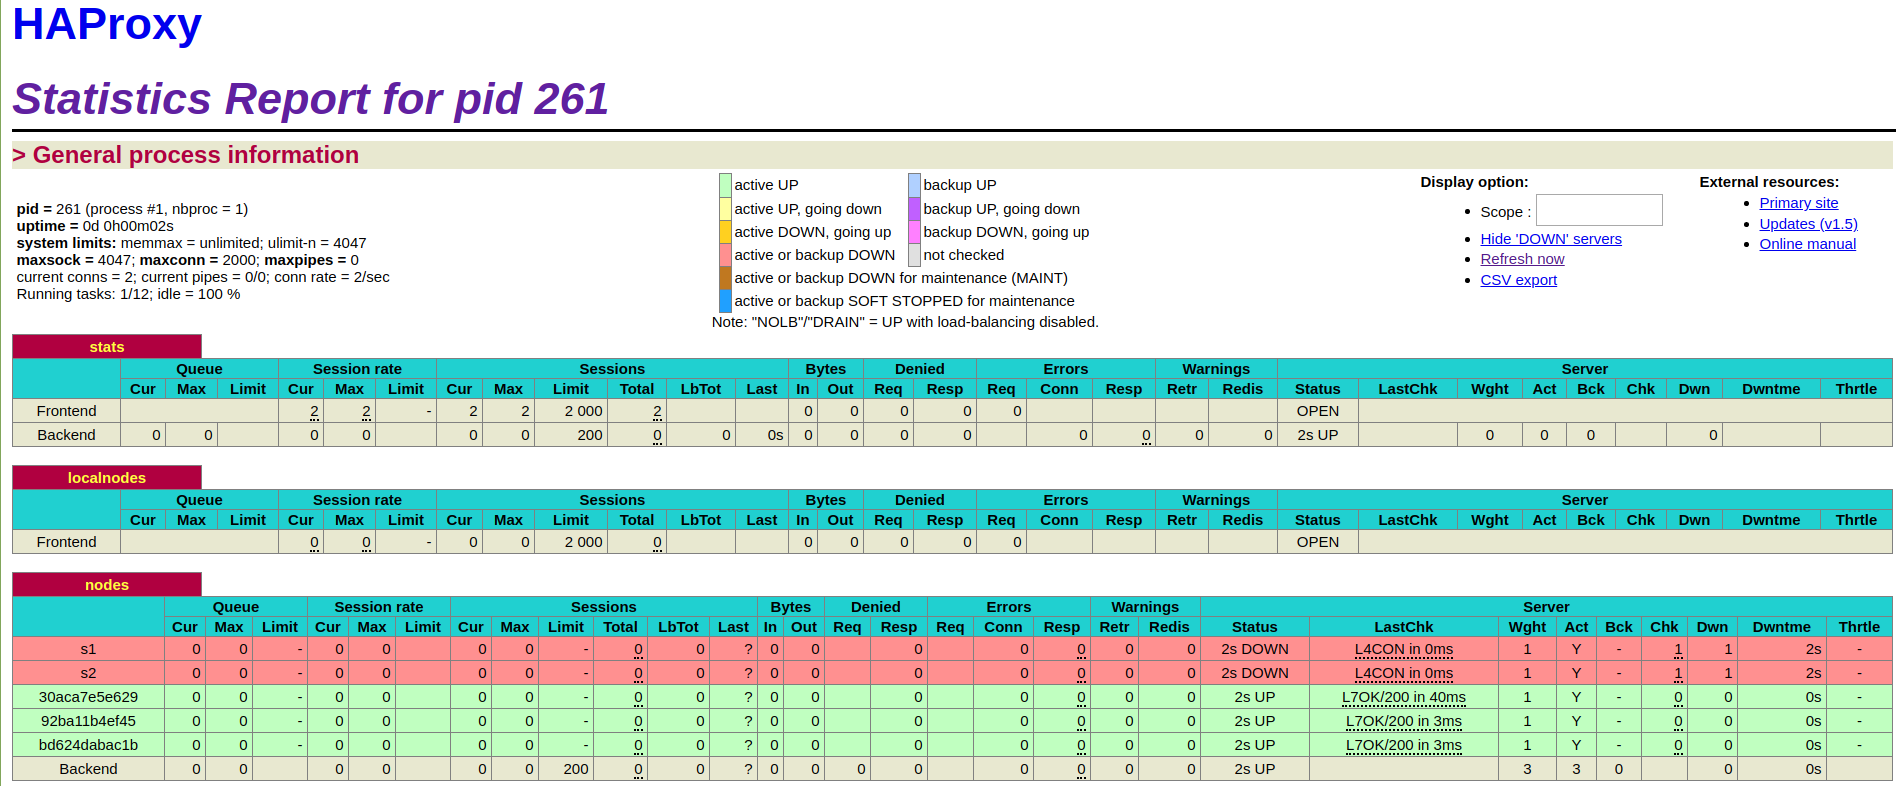 HAProxy
Statistics Report for pid 261
> General process information
pid = 261 (process #1, nbproc = 1)
uptime = 0d 0h00m02s
system limits: memmax = unlimited; ulimit-n = 4047
maxsock = 4047; maxconn = 2000; maxpipes = 0
current conns = 2; current pipes = 0/0; conn rate = 2/sec
Running tasks: 1/12; idle = 100 %
active UP backup UP
active UP, going down backup UP, going down
active DOWN, going up backup DOWN, going up
active or backup DOWN not checked
active or backup DOWN for maintenance (MAINT)
active or backup SOFT STOPPED for maintenance
Note: "NOLB"/"DRAIN" = UP with load-balancing disabled.
Display option:
Scope :
Hide 'DOWN' servers
Refresh now
CSV export
External resources:
Primary site
Updates (v1.5)
Online manual
stats
Queue Session rate Sessions Bytes Denied Errors Warnings Server
Cur Max Limit Cur Max Limit Cur Max Limit Total LbTot Last In Out Req Resp Req Conn Resp Retr Redis Status LastChk Wght Act Bck Chk Dwn Dwntme Thrtle
Frontend 2 2 - 2 2 2 000 2 0 0 0 0 0 OPEN
Backend 0 0 0 0 0 0 200 0 0 0s 0 0 0 0 0 0 0 0 2s UP 0 0 0 0
localnodes
Queue Session rate Sessions Bytes Denied Errors Warnings Server
Cur Max Limit Cur Max Limit Cur Max Limit Total LbTot Last In Out Req Resp Req Conn Resp Retr Redis Status LastChk Wght Act Bck Chk Dwn Dwntme Thrtle
Frontend 0 0 - 0 0 2 000 0 0 0 0 0 0 OPEN
nodes
Queue Session rate Sessions Bytes Denied Errors Warnings Server
Cur Max Limit Cur Max Limit Cur Max Limit Total LbTot Last In Out Req Resp Req Conn Resp Retr Redis Status LastChk Wght Act Bck Chk Dwn Dwntme Thrtle
s1 0 0 - 0 0 0 0 - 0 0 ? 0 0 0 0 0 0 0 2s DOWN L4CON in 0ms 1 Y - 1 1 2s -
s2 0 0 - 0 0 0 0 - 0 0 ? 0 0 0 0 0 0 0 2s DOWN L4CON in 0ms 1 Y - 1 1 2s -
30aca7e5e629 0 0 - 0 0 0 0 - 0 0 ? 0 0 0 0 0 0 0 2s UP L7OK/200 in 40ms 1 Y - 0 0 0s -
92ba11b4ef45 0 0 - 0 0 0 0 - 0 0 ? 0 0 0 0 0 0 0 2s UP L7OK/200 in 3ms 1 Y - 0 0 0s -
bd624dabac1b 0 0 - 0 0 0 0 - 0 0 ? 0 0 0 0 0 0 0 2s UP L7OK/200 in 3ms 1 Y - 0 0 0s -
Backend 0 0 0 0 0 0 200 0 0 ? 0 0 0 0 0 0 0 0 2s UP 3 3 0 0 0s